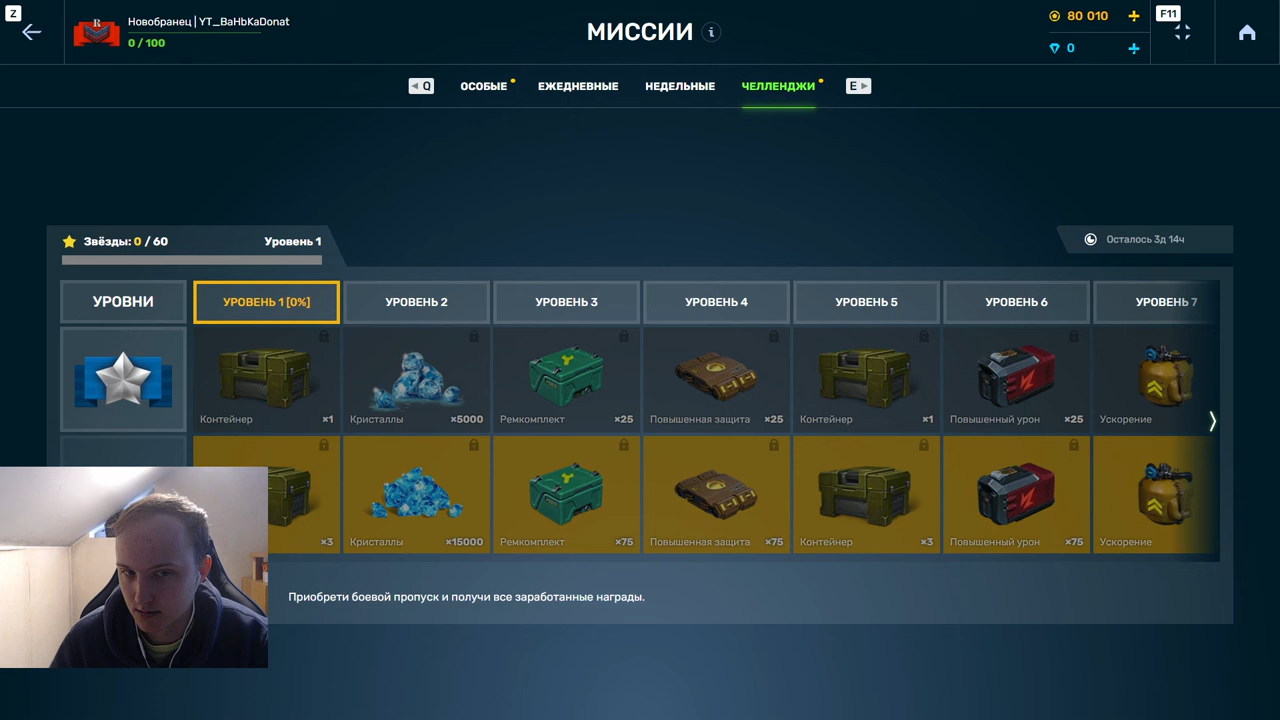 Z
Новобранец | YT_BaHbKaDonat
0 / 100
R
МИССИИ
i
80 010
0
F11
Q
ОСОБЫЕ
ЕЖЕДНЕВНЫЕ
НЕДЕЛЬНЫЕ
ЧЕЛЛЕНДЖИ
E
Звёзды: 0 / 60
Уровень 1
Осталось 3д 14ч
УРОВНИ
УРОВЕНЬ 1 [0%]
УРОВЕНЬ 2
УРОВЕНЬ 3
УРОВЕНЬ 4
УРОВЕНЬ 5
УРОВЕНЬ 6
УРОВЕНЬ 7
Контейнер ×1
Кристаллы ×5000
Ремкомплект ×25
Повышенная защита ×25
Контейнер ×1
Повышенный урон ×25
Ускорение
×3
Кристаллы ×15000
Ремкомплект ×75
Повышенная защита ×75
Контейнер ×3
Повышенный урон ×75
Ускорение
Приобрети боевой пропуск и получи все заработанные награды.